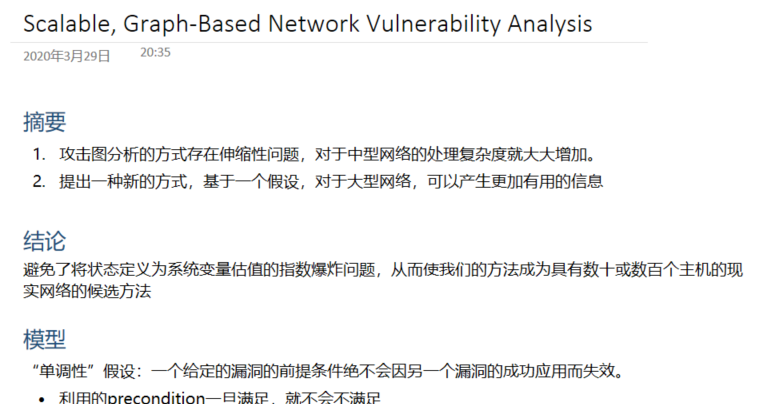 Scalable, Graph-Based Network Vulnerability Analysis
2020年3月29日 20:35
摘要
1. 攻击图分析的方式存在伸缩性问题，对于中型网络的处理复杂度就大大增加。
2. 提出一种新的方式，基于一个假设，对于大型网络，可以产生更加有用的信息
结论
避免了将状态定义为系统变量估值的指数爆炸问题，从而使我们的方法成为具有数十或数百个主机的现
实网络的候选方法
模型
“单调性”假设：一个给定的漏洞的前提条件绝不会因另一个漏洞的成功应用而失效。
• 利用的precondition一旦满足，就不会不满足